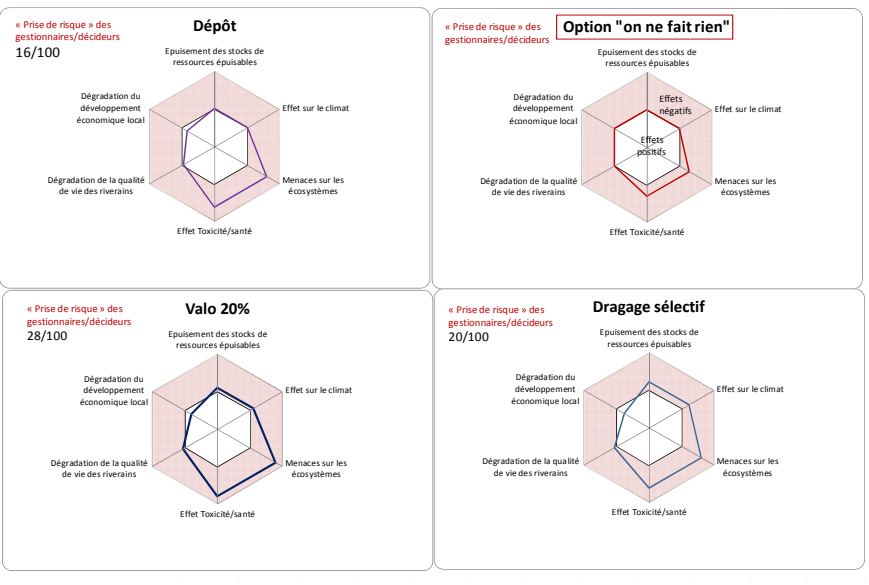 « Prise de risque » des
gestionnaires/décideurs
16/100
Dépôt
Epuisement des stocks de
ressources épuisables
Effet sur le climat
Menaces sur les
écosystèmes
Effet Toxicité/santé
Dégradation de la qualité
de vie des riverains
Dégradation du
développement
économique local
« Prise de risque » des
gestionnaires/décideurs
Option "on ne fait rien"
Epuisement des stocks de
ressources épuisables
Effets
négatifs
Effets
positifs
Effet sur le climat
Menaces sur les
écosystèmes
Effet Toxicité/santé
Dégradation de la qualité
de vie des riverains
Dégradation du
développement
économique local
« Prise de risque » des
gestionnaires/décideurs
28/100
Valo 20%
Epuisement des stocks de
ressources épuisables
Effet sur le climat
Menaces sur les
écosystèmes
Effet Toxicité/santé
Dégradation de la qualité
de vie des riverains
Dégradation du
développement
économique local
« Prise de risque » des
gestionnaires/décideurs
20/100
Dragage sélectif
Epuisement des stocks de
ressources épuisables
Effet sur le climat
Menaces sur les
écosystèmes
Effet Toxicité/santé
Dégradation de la qualité
de vie des riverains
Dégradation du
développement
économique local